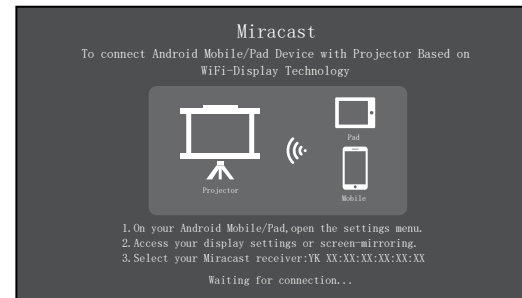 Miracast
To connect Android Mobile/Pad Device with Projector Based on
WiFi-Display Technology
Pad
Projector
Mobile
1.On your Android Mobile/Pad,open the settings menu.
2.Access your display settings or screen-mirroring.
3.Select your Miracast receiver:YK XX:XX:XX:XX:XX:XX
Waiting for connection...